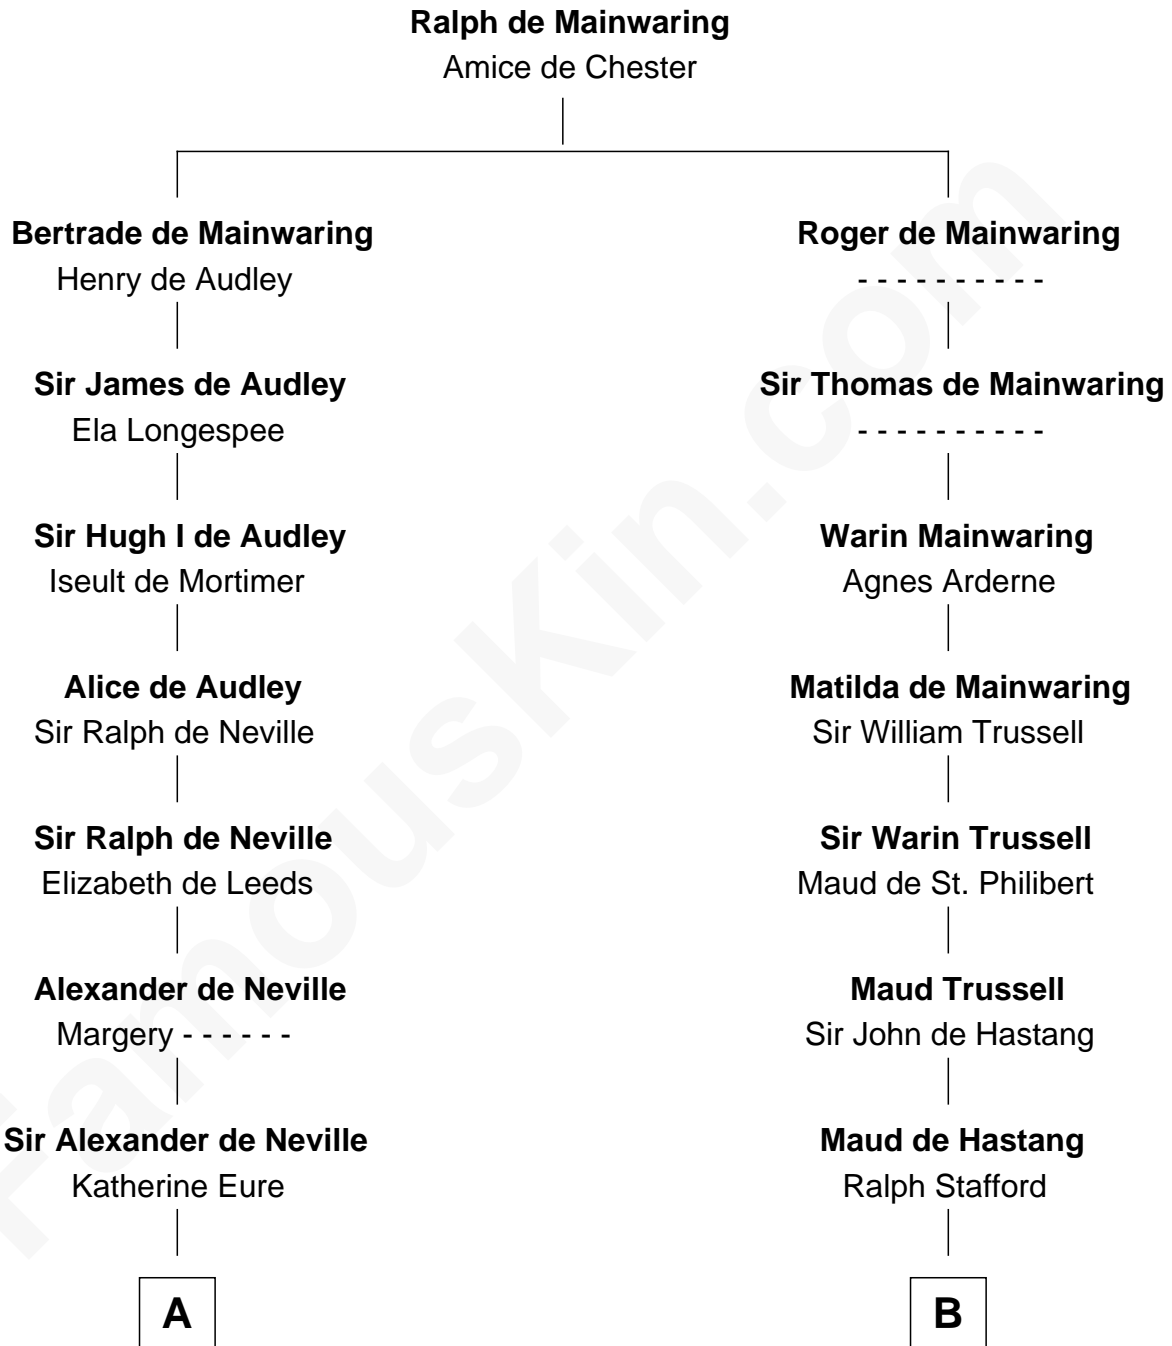 Ralph de Mainwaring
Amice de Chester
Bertrade de Mainwaring
Henry de Audley
Sir James de Audley
Ela Longespee
Sir Hugh I de Audley
Iseult de Mortimer
Alice de Audley
Sir Ralph de Neville
Sir Ralph de Neville
Elizabeth de Leeds
Alexander de Neville
Margery - - - - - -
Sir Alexander de Neville
Katherine Eure
A
Roger de Mainwaring
- - - - - - - - - -
Sir Thomas de Mainwaring
- - - - - - - - - -
Warin Mainwaring
Agnes Arderne
Matilda de Mainwaring
Sir William Trussell
Sir Warin Trussell
Maud de St. Philibert
Maud Trussell
Sir John de Hastang
Maud de Hastang
Ralph Stafford
B
FamousKin.com